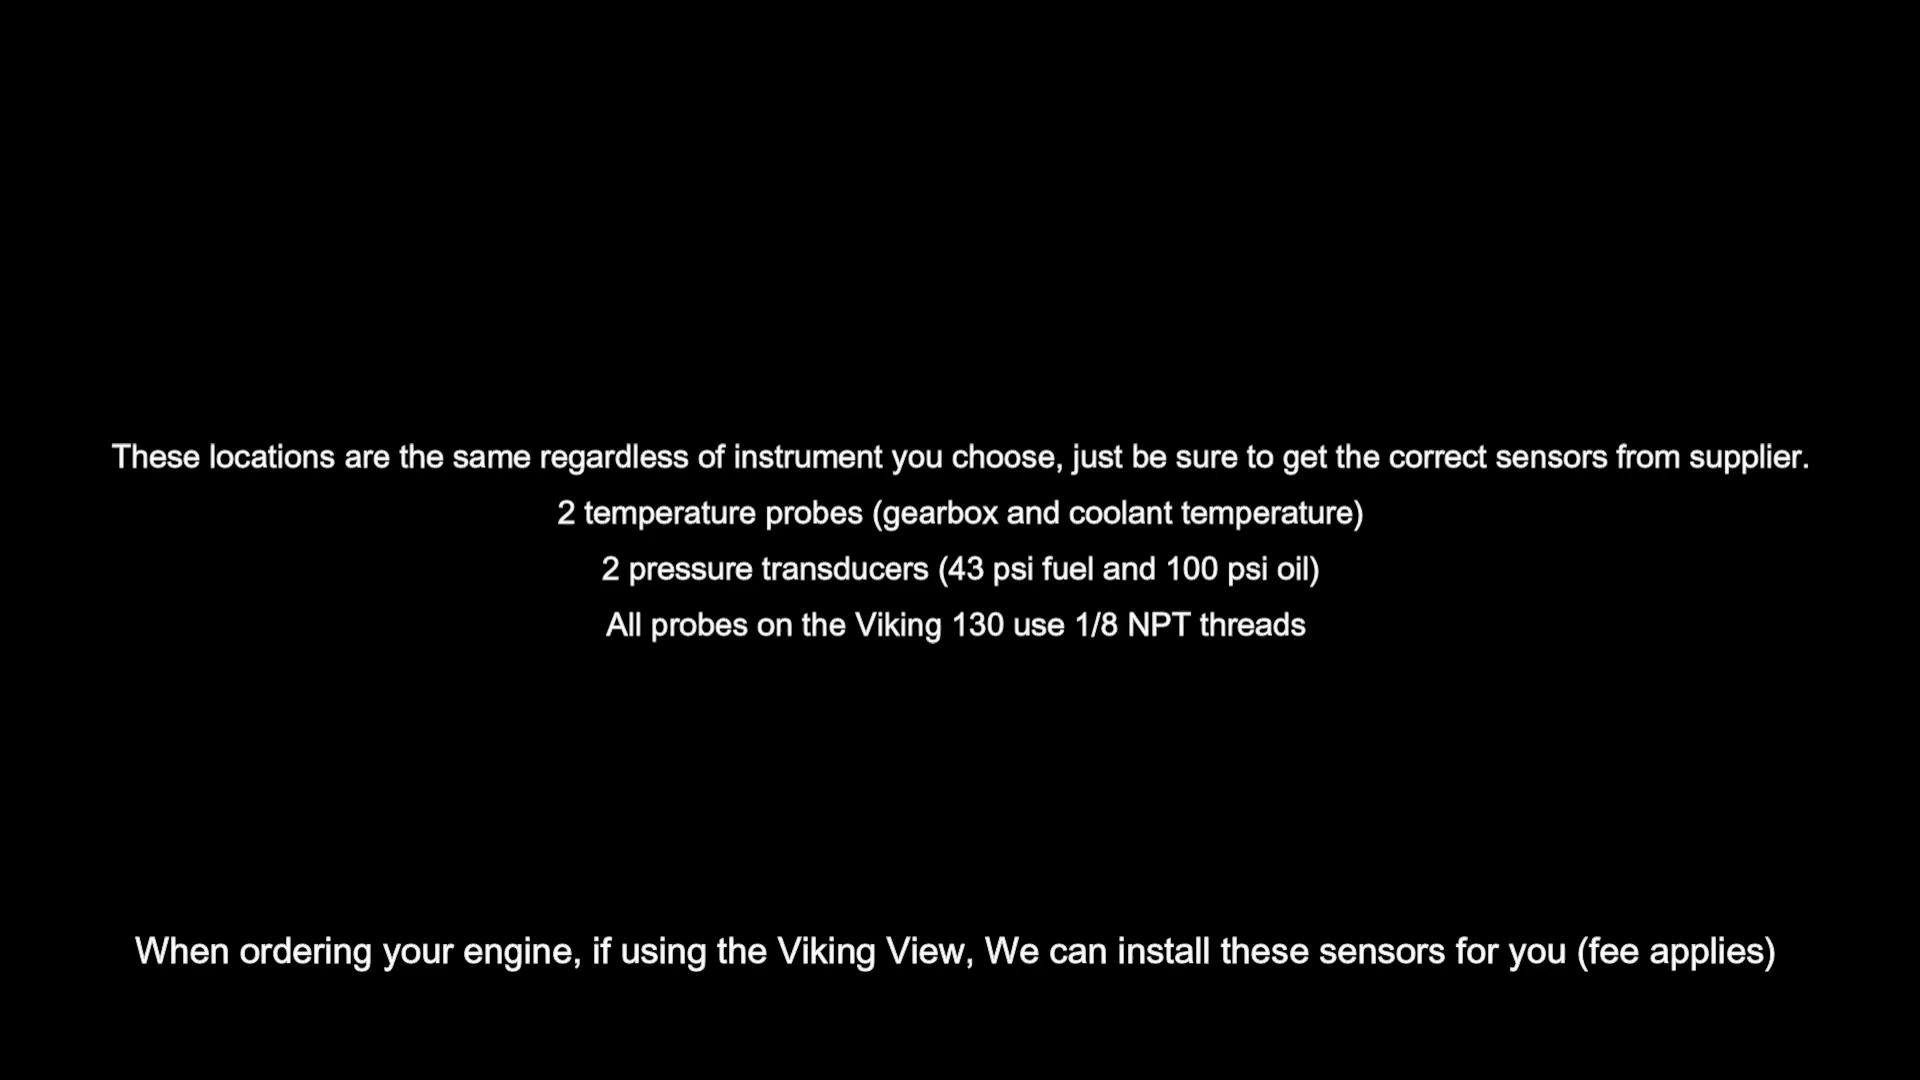 These locations are the same regardless of instrument you choose, just be sure to get the correct sensors from supplier.
2 temperature probes (gearbox and coolant temperature)
2 pressure transducers (43 psi fuel and 100 psi oil)
All probes on the Viking 130 use 1/8 NPT threads
When ordering your engine, if using the Viking View, We can install these sensors for you (fee applies)